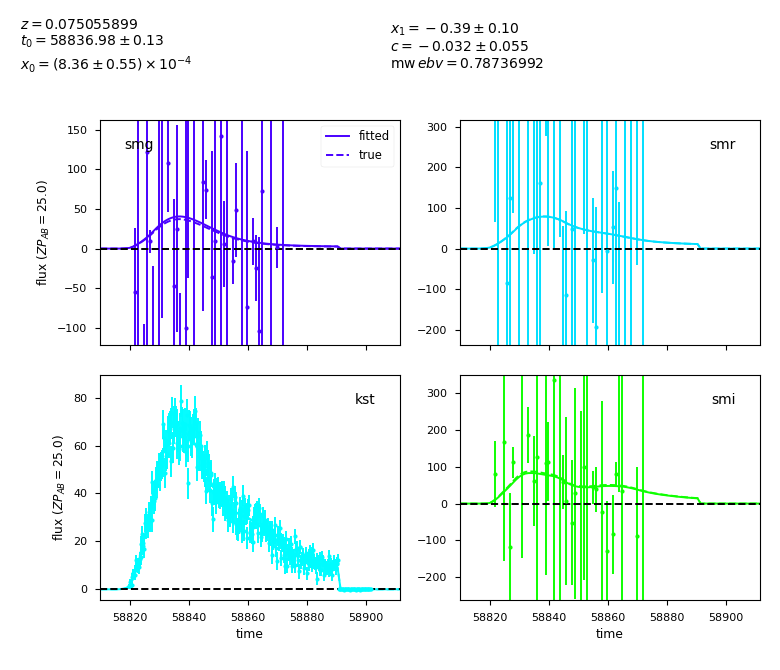 z = 0.075055899
t₀ = 58836.98 ± 0.13
x₀ = (8.36 ± 0.55) × 10⁻⁴
x₁ = −0.39 ± 0.10
c = −0.032 ± 0.055
mw ebv = 0.78736992
smg
fitted
true
150
100
50
0
−50
−100
flux (ZP_AB = 25.0)
smr
300
200
100
0
−100
−200
kst
80
60
40
20
0
flux (ZP_AB = 25.0)
58820 58840 58860 58880 58900
time
smi
300
200
100
0
−100
−200
58820 58840 58860 58880 58900
time